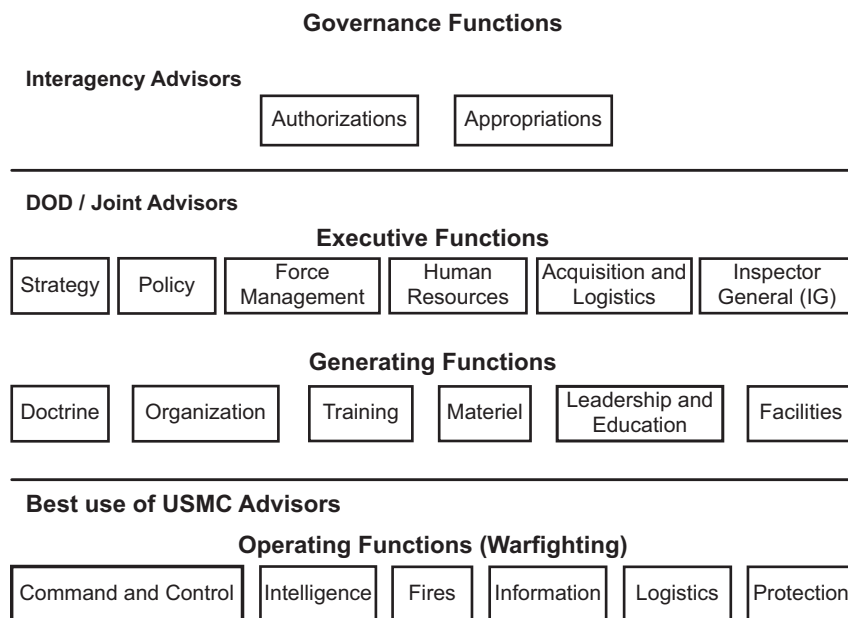 Governance Functions
Interagency Advisors
Authorizations Appropriations
DOD / Joint Advisors
Executive Functions
Strategy Policy Force Management Human Resources Acquisition and Logistics Inspector General (IG)
Generating Functions
Doctrine Organization Training Materiel Leadership and Education Facilities
Best use of USMC Advisors
Operating Functions (Warfighting)
Command and Control Intelligence Fires Information Logistics Protection